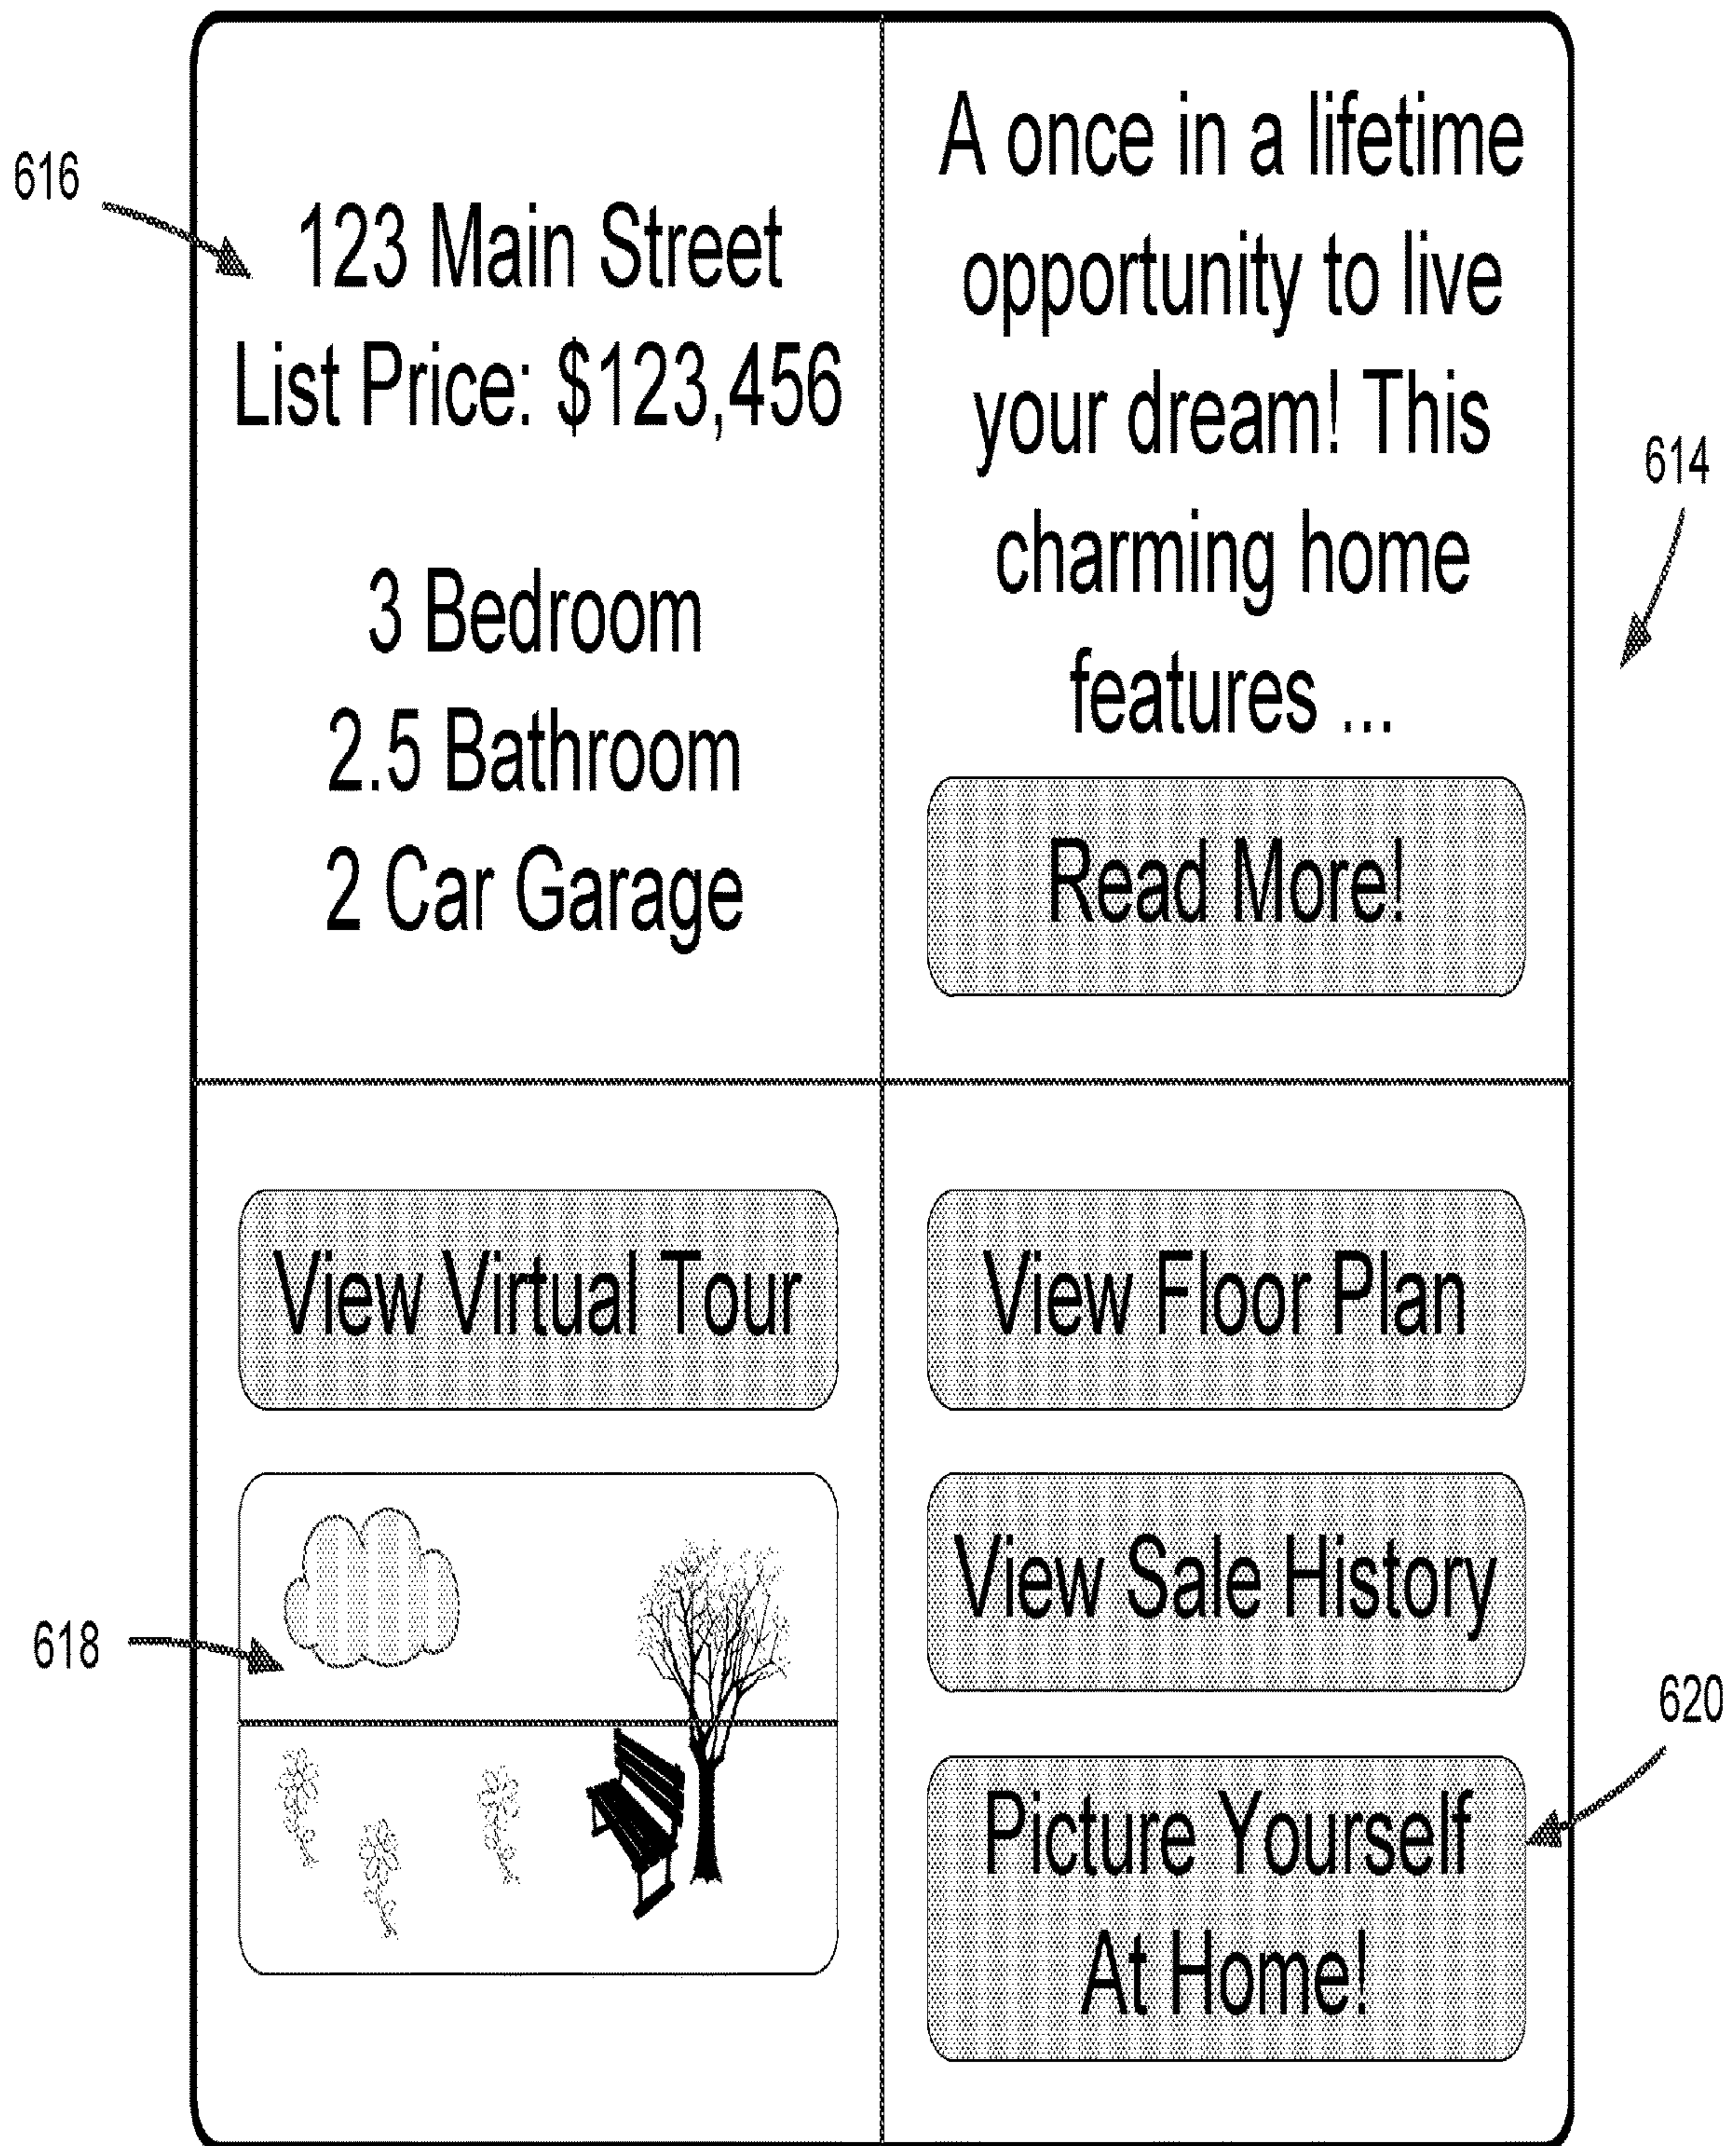 616
123 Main Street
List Price: $123,456
3 Bedroom
2.5 Bathroom
2 Car Garage
A once in a lifetime
opportunity to live
your dream! This
charming home
features ...
Read More!
614
View Virtual Tour
618
View Floor Plan
View Sale History
Picture Yourself
At Home!
620